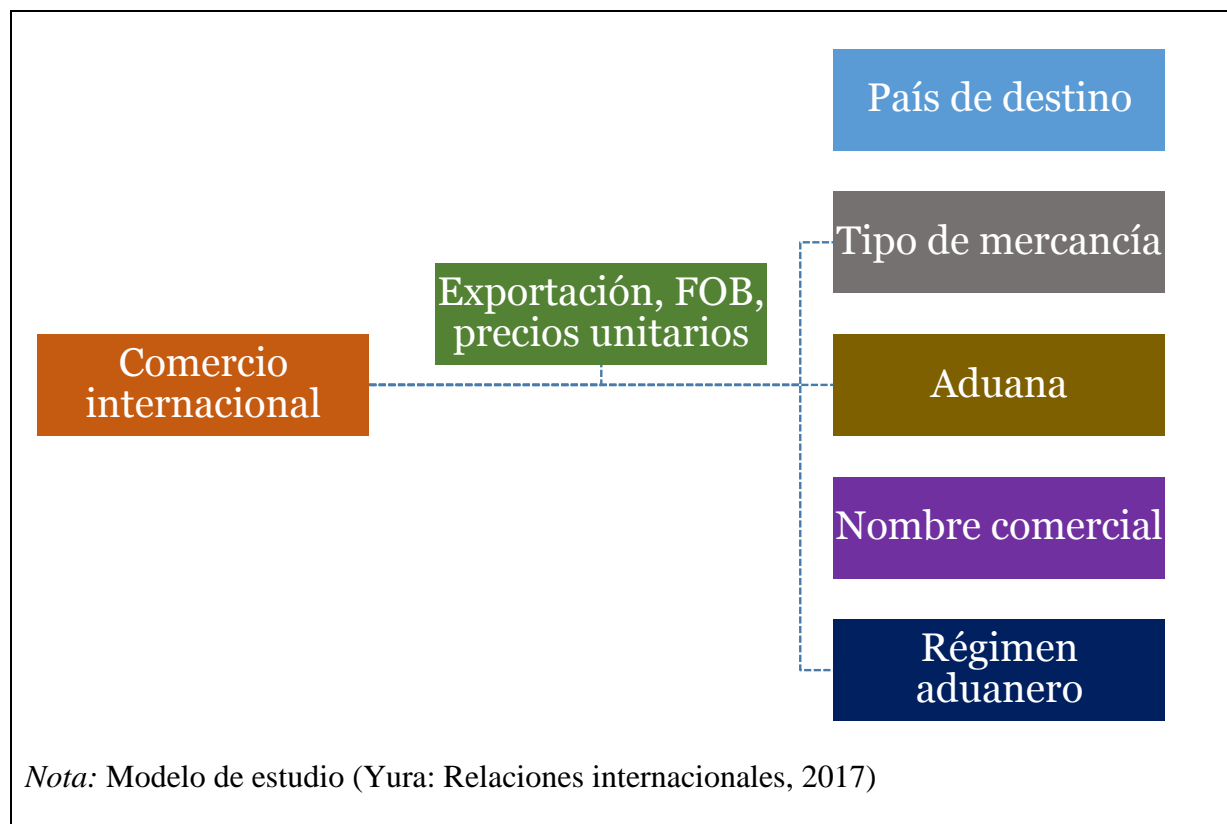 País de destino
Tipo de mercancía
Exportación, FOB,
precios unitarios
Comercio
internacional
Aduana
Nombre comercial
Régimen
aduanero
Nota: Modelo de estudio (Yura: Relaciones internacionales, 2017)